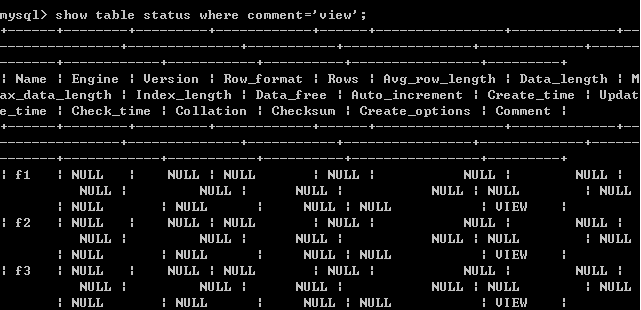 mysql> show table status where comment='view';
+------+--------+---------+------------+------+----------------+-------------+--
----------------+--------------+-----------+----------------+-------------+-----
--------+------------+-----------+----------+----------------+---------+
| Name | Engine | Version | Row_format | Rows | Avg_row_length | Data_length | M
ax_data_length | Index_length | Data_free | Auto_increment | Create_time | Updat
e_time | Check_time | Collation | Checksum | Create_options | Comment |
+------+--------+---------+------------+------+----------------+-------------+--
----------------+--------------+-----------+----------------+-------------+-----
--------+------------+-----------+----------+----------------+---------+
| f1 | NULL | NULL | NULL | NULL | NULL | NULL |
NULL | NULL | NULL | NULL | NULL | NULL
| NULL | NULL | NULL | NULL | VIEW |
| f2 | NULL | NULL | NULL | NULL | NULL | NULL |
NULL | NULL | NULL | NULL | NULL | NULL
| NULL | NULL | NULL | NULL | VIEW |
| f3 | NULL | NULL | NULL | NULL | NULL | NULL |
NULL | NULL | NULL | NULL | NULL | NULL
| NULL | NULL | NULL | NULL | VIEW |